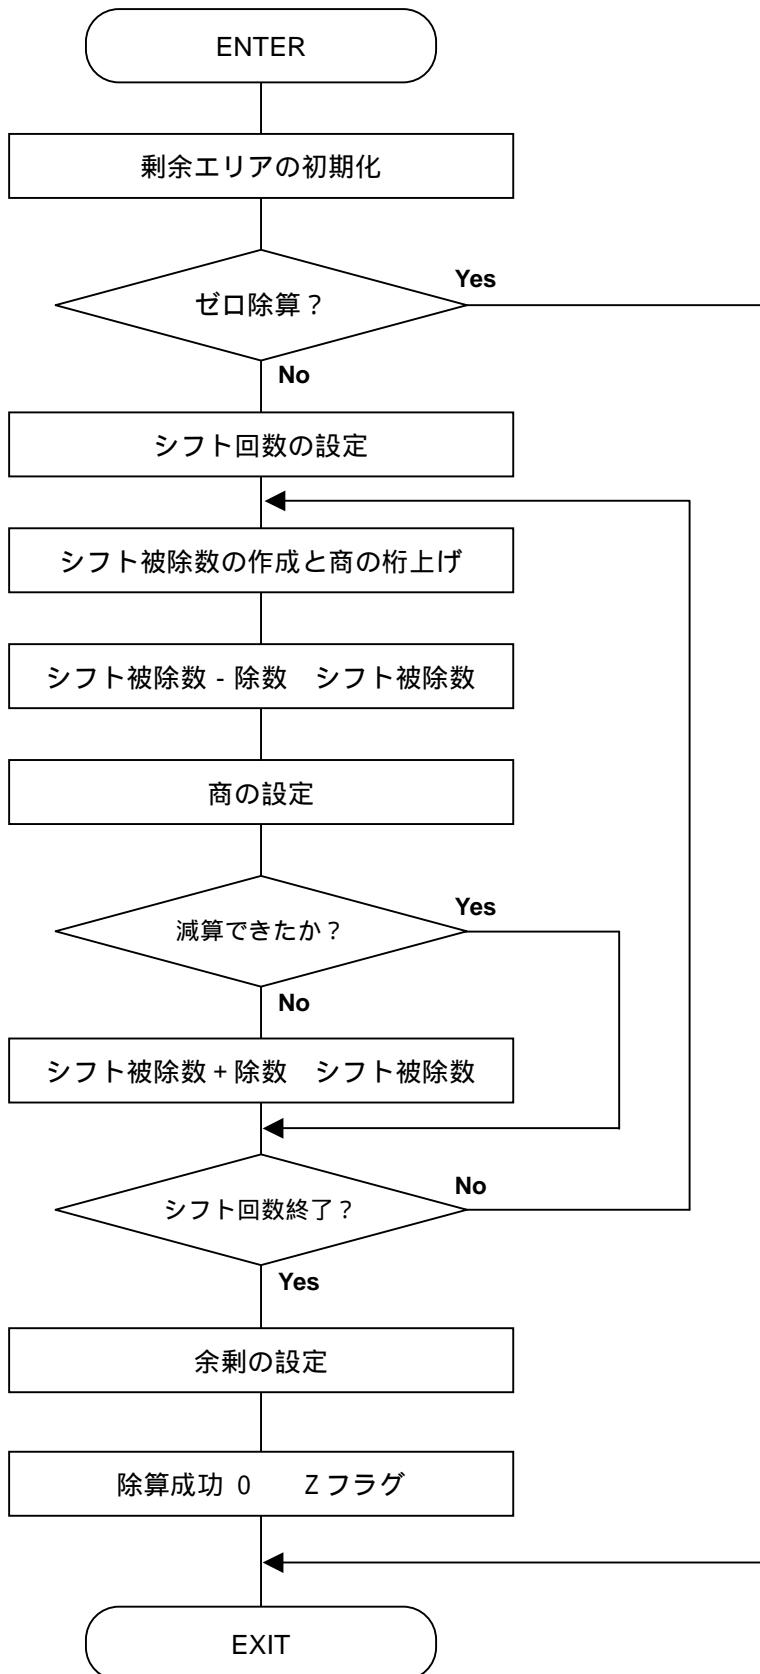 ENTER
剰余エリアの初期化
Yes
ゼロ除算？
No
シフト回数の設定
シフト被除数の作成と商の桁上げ
シフト被除数 - 除数　シフト被除数
商の設定
Yes
減算できたか？
No
シフト被除数 + 除数　シフト被除数
No
シフト回数終了？
Yes
余剰の設定
除算成功 0　　Z フラグ
EXIT